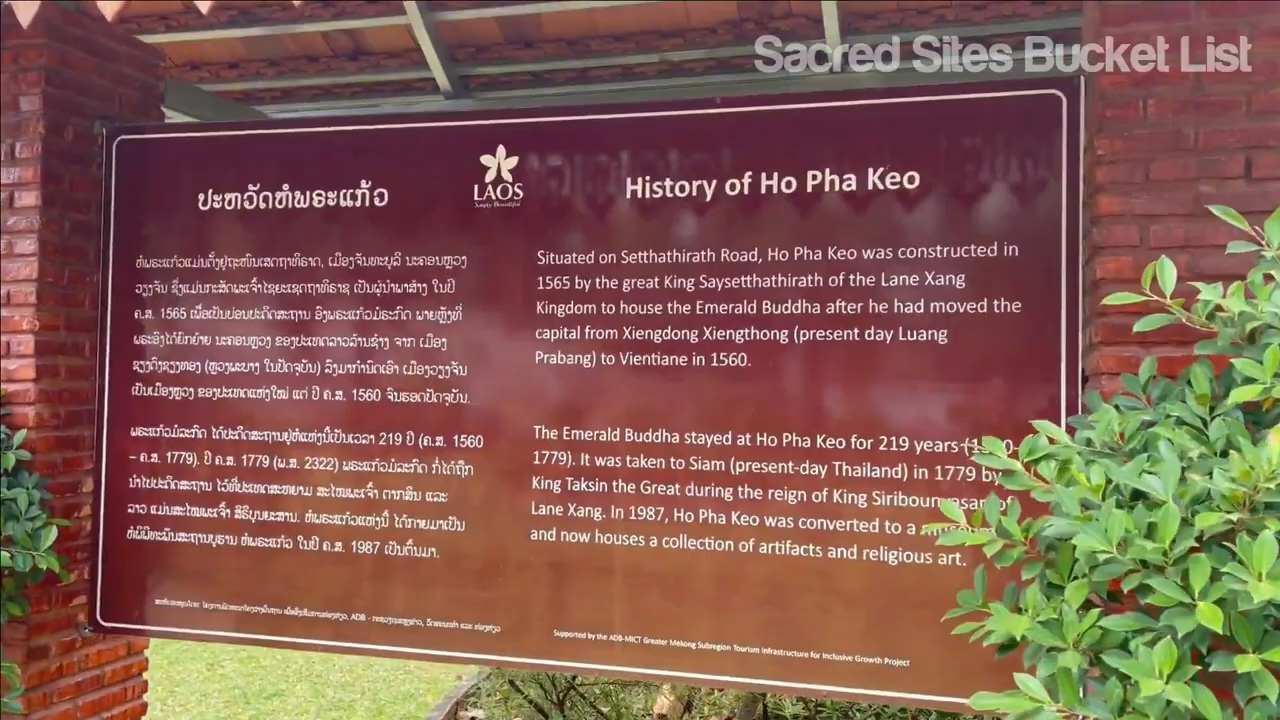 Sacred Sites Bucket List
ປະຫວັດຫໍພຣະແກ້ວ
LAOS
Simply Beautiful
History of Ho Pha Keo
ຫໍພຣະແກ້ວແມ່ນຕັ້ງຢູ່ຖະໜົນເສດຖາທິຣາດ, ເມືອງຈັນທະບູລີ ນະຄອນຫຼວງ
ວຽງຈັນ ຊຶ່ງແມ່ນກະສັດພະເຈົ້າໄຊຍະເຊດຖາທິຣາຊ ເປັນຜູ້ນຳພາສ້າງ ໃນປີ
ຄ.ສ. 1565 ເພື່ອເປັນບ່ອນປະດິດສະຖານ ອົງພຣະແກ້ວມໍຣະກົດ ພາຍຫຼັງທີ່
ພຣະອົງໄດ້ຍົກຍ້າຍ ນະຄອນຫຼວງ ຂອງປະເທດລາວລ້ານຊ້າງ ຈາກ ເມືອງ
ຊຽງດົງຊຽງທອງ (ຫຼວງພະບາງ ໃນປັດຈຸບັນ) ລົງມາກຳນົດເອົາ ເມືອງວຽງຈັນ
ເປັນເມືອງຫຼວງ ຂອງປະເທດແຫ່ງໃໝ່ ແຕ່ ປີ ຄ.ສ. 1560 ຈົນຮອດປັດຈຸບັນ.
ພຣະແກ້ວມໍລະກົດ ໄດ້ປະດິດສະຖານຢູ່ຫໍແຫ່ງນີ້ເປັນເວລາ 219 ປີ (ຄ.ສ. 1560
– ຄ.ສ. 1779). ປີ ຄ.ສ. 1779 (ພ.ສ. 2322) ພຣະແກ້ວມໍລະກົດ ກໍ່ໄດ້ຖືກ
ນຳໄປປະດິດສະຖານ ໄວ້ທີ່ປະເທດສະຫຍາມ ສະໄໝພະເຈົ້າ ຕາກສິນ ແລະ
ລາວ ແມ່ນສະໄໝພະເຈົ້າ ສິຣິບຸນຍະສານ. ຫໍພຣະແກ້ວແຫ່ງນີ້ ໄດ້ກາຍມາເປັນ
ຫໍພິພິທະພັນສະຖານບູຮານ ຫໍພຣະແກ້ວ ໃນປີ ຄ.ສ. 1987 ເປັນຕົ້ນມາ.
Situated on Setthathirath Road, Ho Pha Keo was constructed in
1565 by the great King Saysetthathirath of the Lane Xang
Kingdom to house the Emerald Buddha after he had moved the
capital from Xiengdong Xiengthong (present day Luang
Prabang) to Vientiane in 1560.
The Emerald Buddha stayed at Ho Pha Keo for 219 years
1779). It was taken to Siam (present-day Thailand) in 1779 by
King Taksin the Great during the reign of King of
Lane Xang. In 1987, Ho Pha Keo was converted to a museum
and now houses a collection of artifacts and religious art.
Supported by the ADB-MICT Greater Mekong Subregion Tourism Infrastructure for Inclusive Growth Project